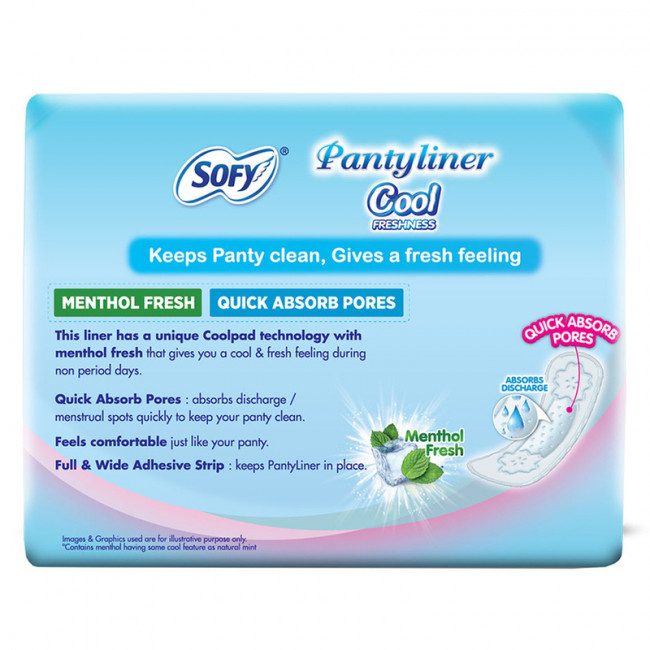 SOFY®
Pantyliner
Cool
FRESHNESS
Keeps Panty clean, Gives a fresh feeling
MENTHOL FRESH QUICK ABSORB PORES
This liner has a unique Coolpad technology with
menthol fresh that gives you a cool & fresh feeling during
non period days.
Quick Absorb Pores : absorbs discharge /
menstrual spots quickly to keep your panty clean.
Feels comfortable just like your panty.
Full & Wide Adhesive Strip : keeps PantyLiner in place.
QUICK ABSORB
PORES
ABSORBS
DISCHARGE
Menthol
Fresh
Images & Graphics used are for illustrative purpose only.
*Contains menthol having same cool feature as natural mint